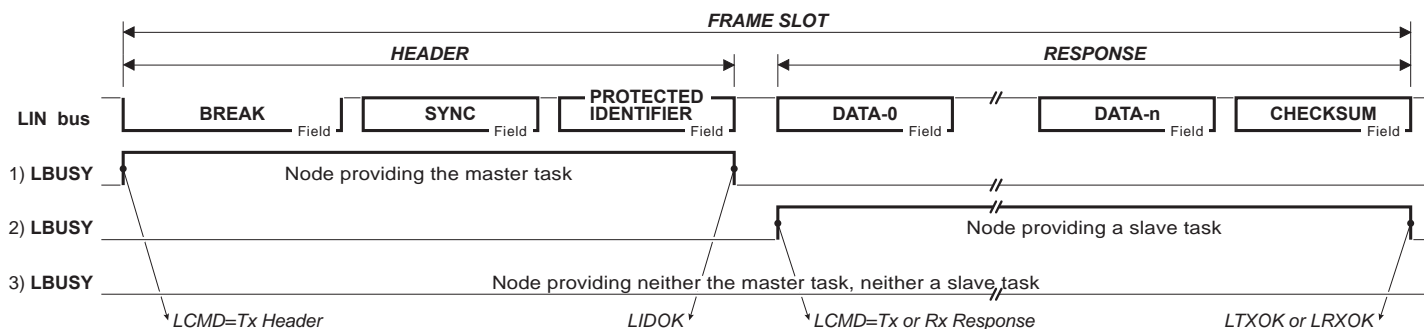 FRAME SLOT
HEADER
RESPONSE
LIN bus
BREAK
Field
SYNC
Field
PROTECTED
IDENTIFIER
Field
DATA-0
Field
DATA-n
Field
CHECKSUM
Field
1) LBUSY
Node providing the master task
2) LBUSY
Node providing a slave task
3) LBUSY
Node providing neither the master task, neither a slave task
LCMD=Tx Header
LIDOK
LCMD=Tx or Rx Response
LTXOK or LRXOK